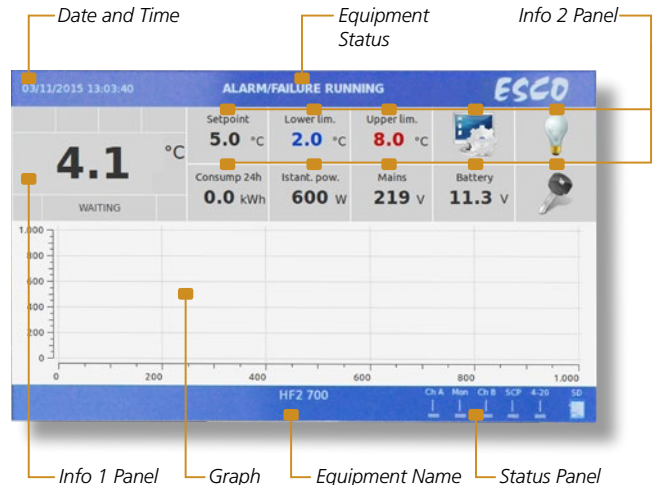 Date and Time
Equipment
Status
Info 2 Panel
03/11/2015 13:03:40
ALARM/FAILURE RUNNING
ESCO
Setpoint
Lower lim.
Upper lim.
5.0 °C
2.0 °C
8.0 °C
4.1 °C
WAITING
Consump 24h
Istant. pow.
Mains
Battery
0.0 kWh
600 W
219 V
11.3 V
1.000
800
600
400
200
0
0 200 400 600 800 1.000
HF2 700
Ch A Mon Ch B SCP 4-20 SD
Info 1 Panel
Graph
Equipment Name
Status Panel